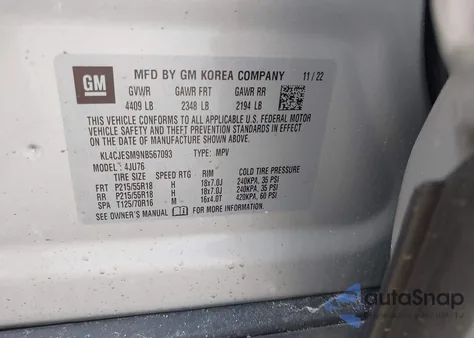 GM
MFD BY GM KOREA COMPANY 11 / 22
GVWR GAWR FRT GAWR RR
4409 LB 2348 LB 2194 LB
THIS VEHICLE CONFORMS TO ALL APPLICABLE U.S. FEDERAL MOTOR
VEHICLE SAFETY AND THEFT PREVENTION STANDARDS IN EFFECT
ON THE DATE OF MANUFACTURE SHOWN ABOVE.
KL4CJESM9NB567093 TYPE: MPV
MODEL: 4JU76
TIRE SIZE SPEED RTG RIM COLD TIRE PRESSURE
FRT P215/55R18 H 18x7.0J 240KPA, 35 PSI
RR P215/55R18 H 18x7.0J 240KPA, 35 PSI
SPA T125/70R16 M 16x4.0T 420KPA, 60 PSI
SEE OWNER'S MANUAL FOR MORE INFORMATION.
autoSnap